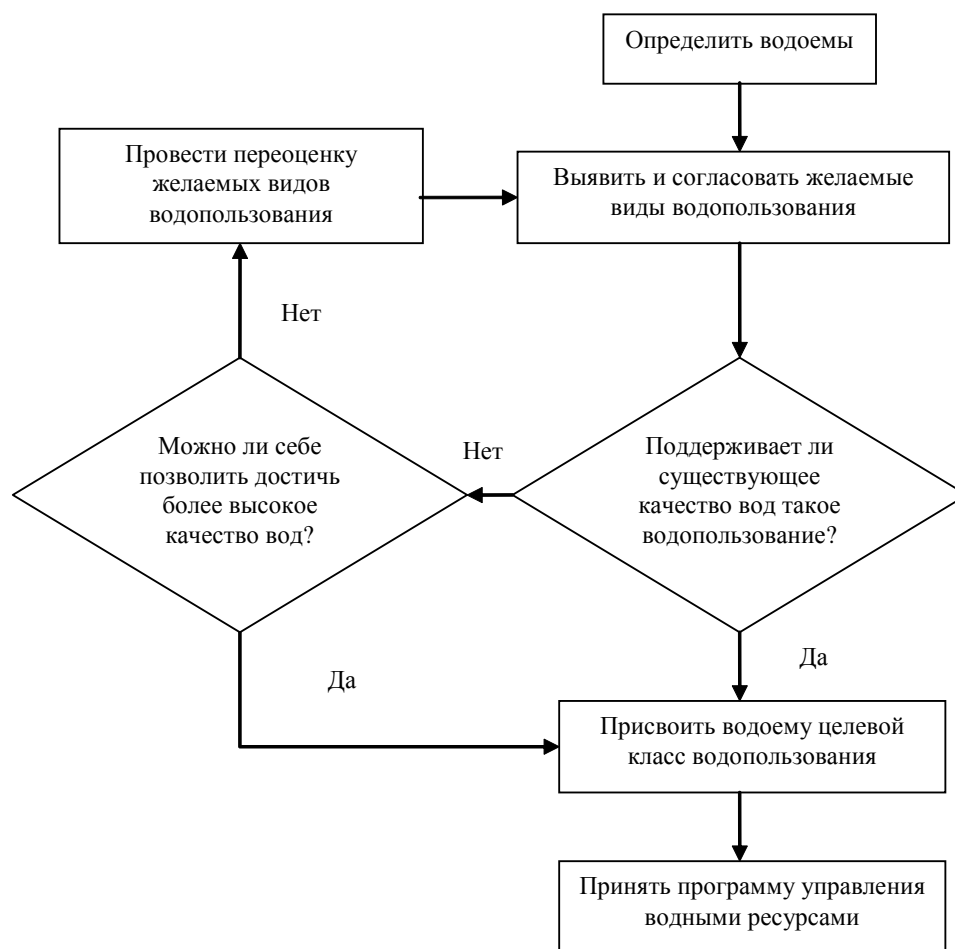 Определить водоемы
Провести переоценку
желаемых видов
водопользования
Выявить и согласовать желаемые
виды водопользования
Нет
Можно ли себе
позволить достичь
более высокое
качество вод?
Нет
Поддерживает ли
существующее
качество вод такое
водопользование?
Да
Да
Присвоить водоему целевой
класс водопользования
Принять программу управления
водными ресурсами